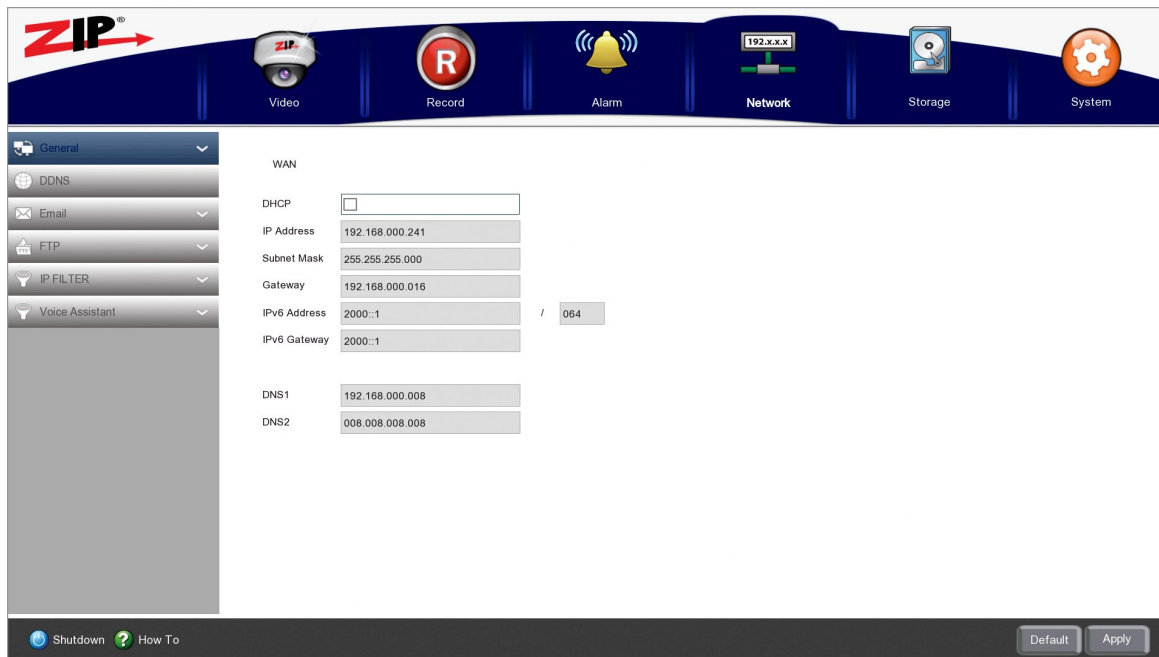 ZIP®
ZIP
R
192.x.x.x
Video
Record
Alarm
Network
Storage
System
General
DDNS
Email
FTP
IP FILTER
Voice Assistant
WAN
DHCP
IP Address 192.168.000.241
Subnet Mask 255.255.255.000
Gateway 192.168.000.016
IPv6 Address 2000::1 / 064
IPv6 Gateway 2000::1
DNS1 192.168.000.008
DNS2 008.008.008.008
Shutdown
? How To
Default
Apply